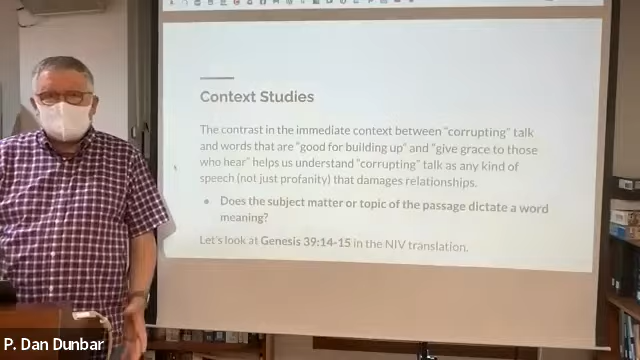 Context Studies
The contrast in the immediate context between "corrupting" talk
and words that are "good for building up" and "give grace to those
who hear" helps us understand "corrupting" talk as any kind of
speech (not just profanity) that damages relationships.
● Does the subject matter or topic of the passage dictate a word
meaning?
Let's look at Genesis 39:14-15 in the NIV translation.
P. Dan Dunbar